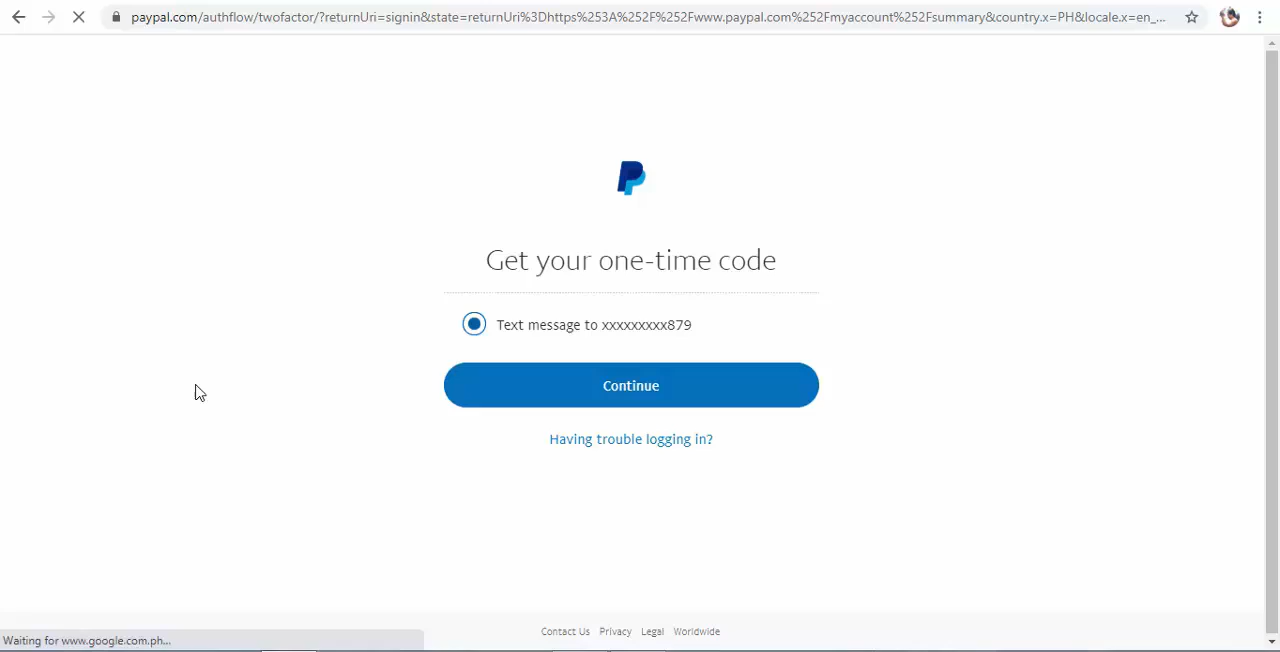 paypal.com/authflow/twofactor/?returnUri=signin&state=returnUri%3Dhttps%253A%252F%252Fwww.paypal.com%252Fmyaccount%252Fsummary&country.x=PH&locale.x=en_...
Get your one-time code
Text message to xxxxxxxxx879
Continue
Having trouble logging in?
Contact Us Privacy Legal Worldwide
Waiting for www.google.com.ph...